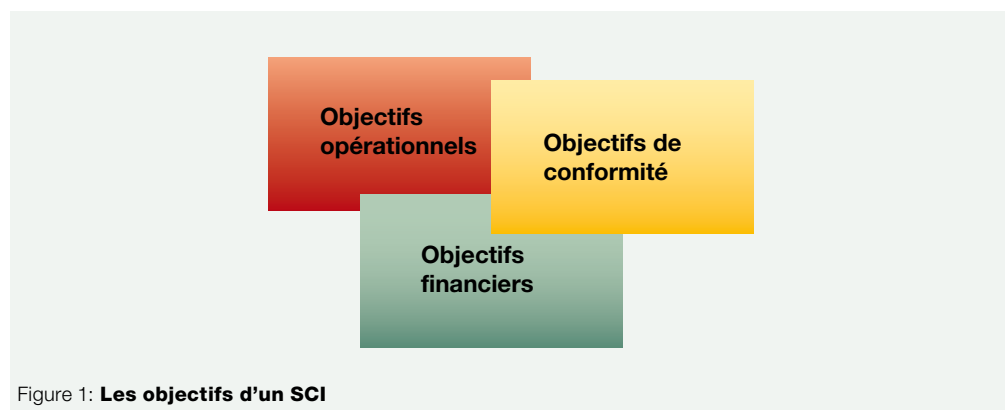 Objectifs
opérationnels
Objectifs de
conformité
Objectifs
financiers
Figure 1: Les objectifs d'un SCI